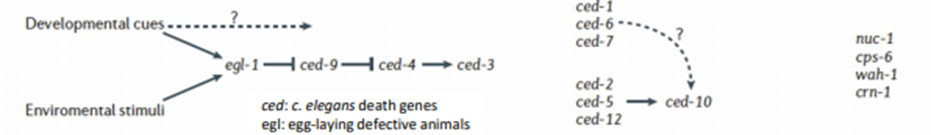 Developmental cues
?
Enviromental stimuli
egl-1 ced-9 ced-4 ced-3
ced: c. elegans death genes
egl: egg-laying defective animals
ced-1
ced-6
ced-7
?
ced-2
ced-5
ced-12
ced-10
nuc-1
cps-6
wah-1
crn-1